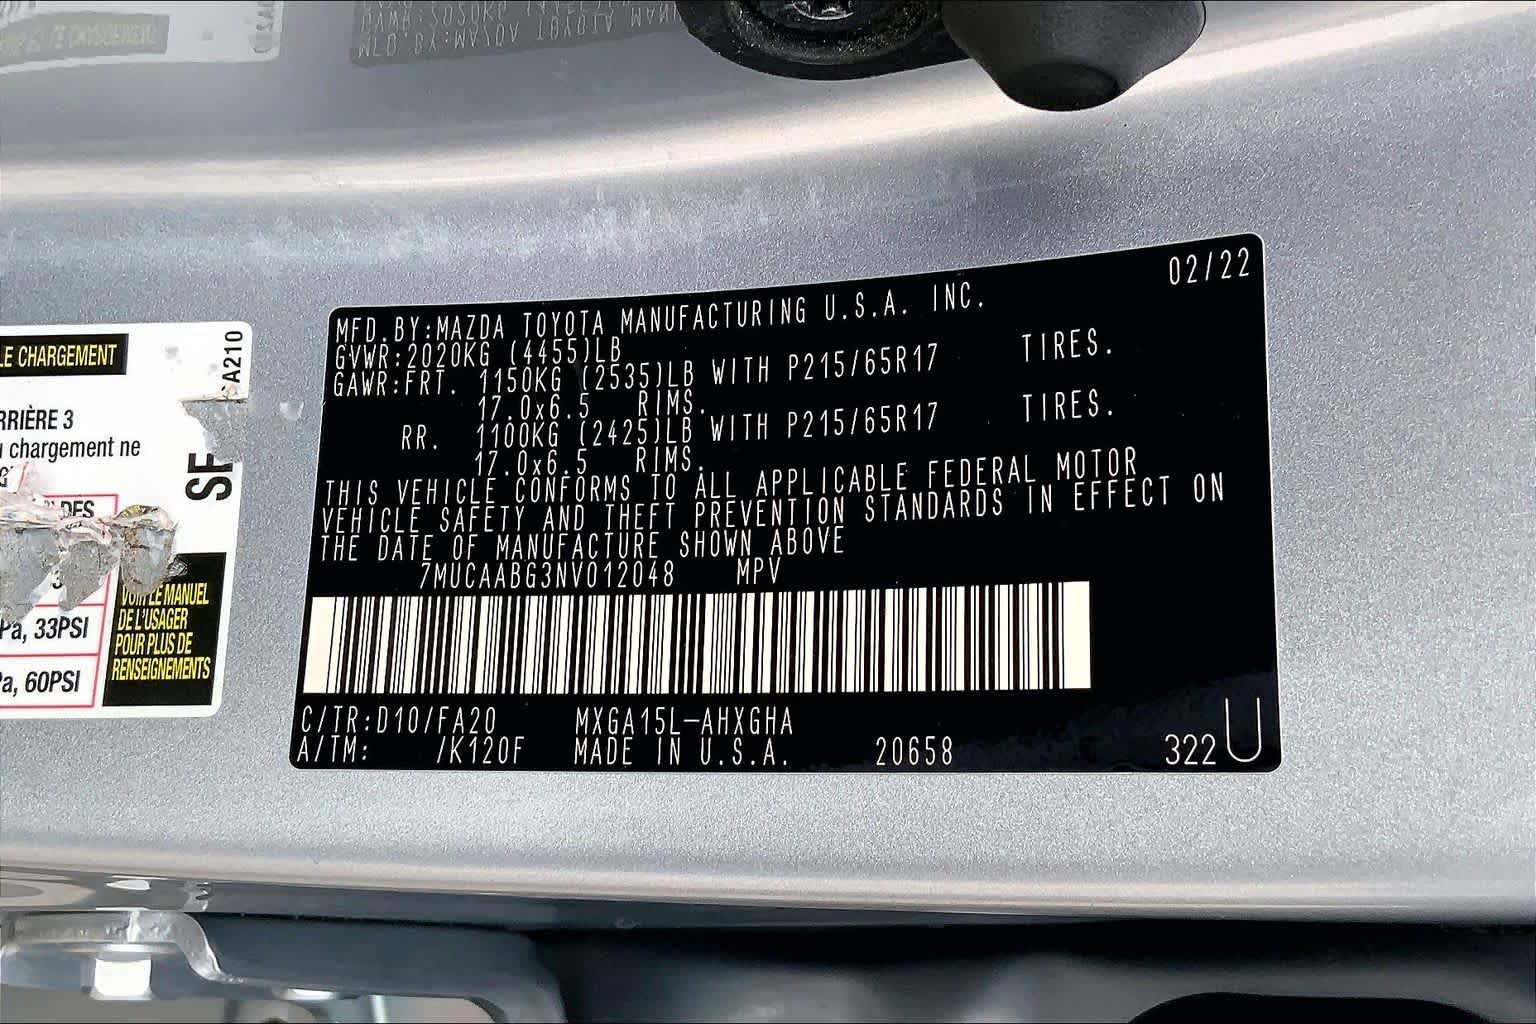 LE CHARGEMENT
A210
RRIÈRE 3
chargement ne
DES
33PSI
60PSI
VOIR LE MANUEL
DE L'USAGER
POUR PLUS DE
RENSEIGNEMENTS
02/22
MFD.BY:MAZDA TOYOTA MANUFACTURING U.S.A. INC.
GVWR:2020KG (4455)LB
GAWR:FRT. 1150KG (2535)LB WITH P215/65R17 TIRES.
17.0x6.5 RIMS.
RR. 1100KG (2425)LB WITH P215/65R17 TIRES.
17.0x6.5 RIMS.
THIS VEHICLE CONFORMS TO ALL APPLICABLE FEDERAL MOTOR
VEHICLE SAFETY AND THEFT PREVENTION STANDARDS IN EFFECT ON
THE DATE OF MANUFACTURE SHOWN ABOVE
7MUCAABG3NV012048 MPV
C/TR:D10/FA20 MXGA15L-AHXGHA
A/TM: /K120F MADE IN U.S.A. 20658 322U